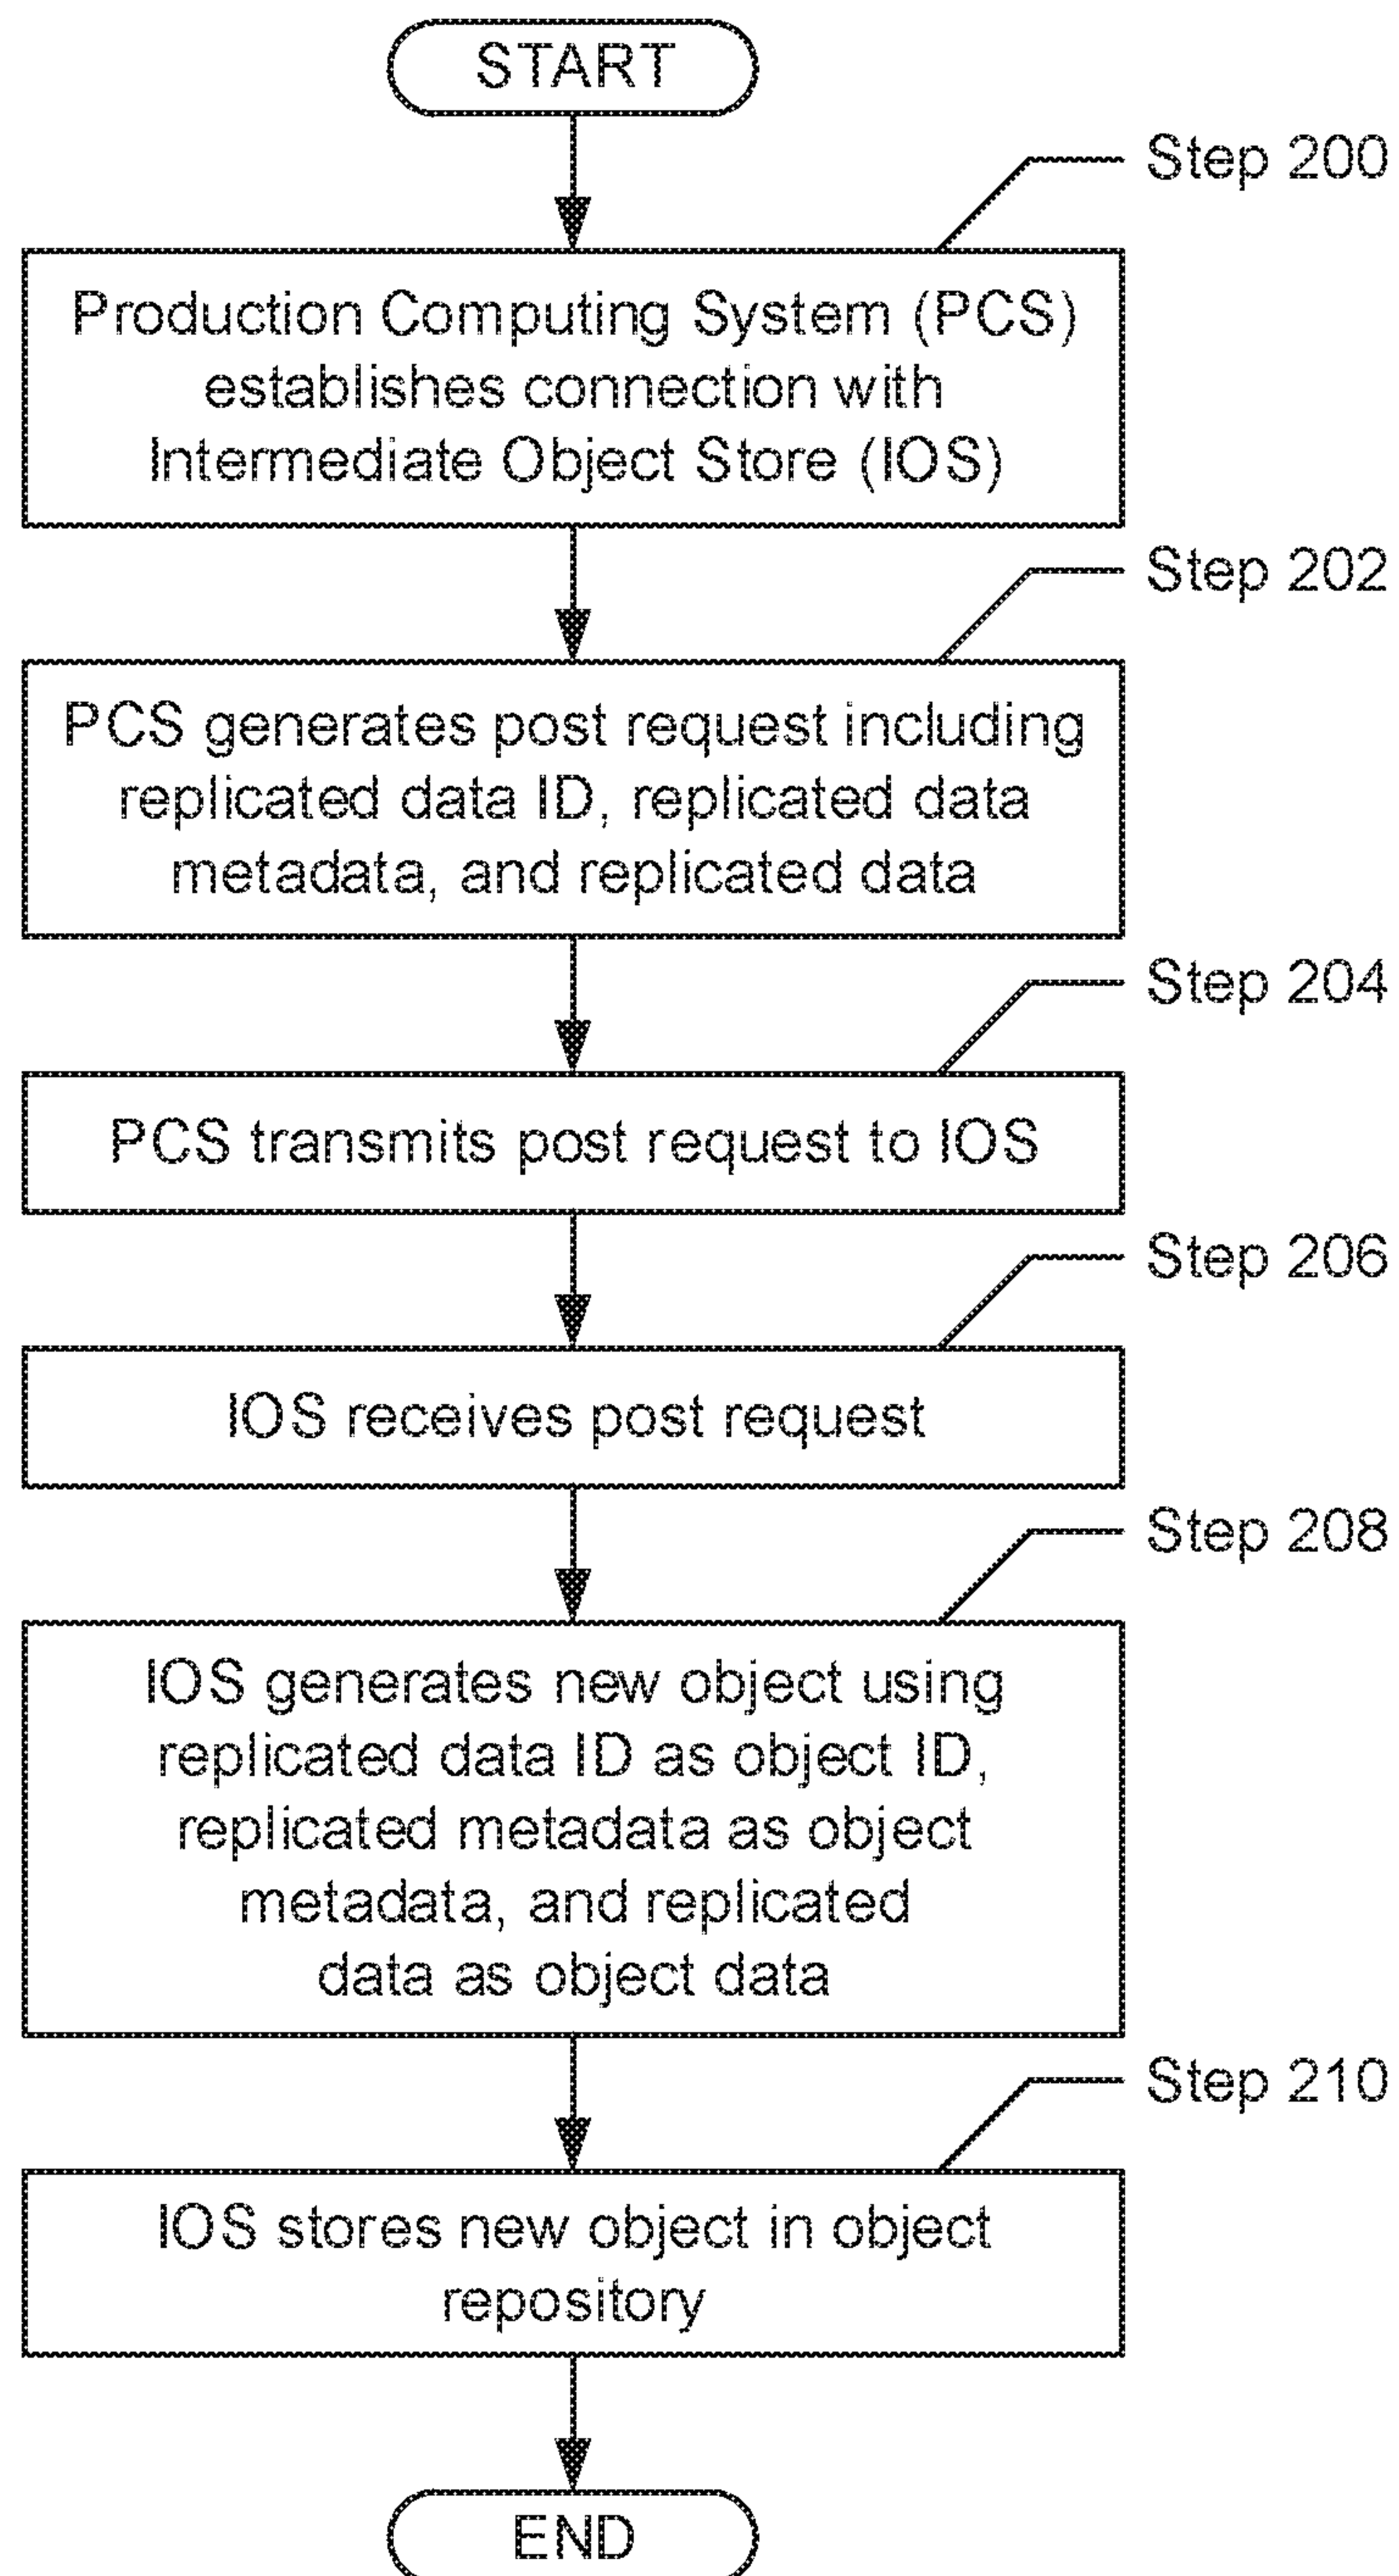 START
Step 200
Production Computing System (PCS)
establishes connection with
Intermediate Object Store (IOS)
Step 202
PCS generates post request including
replicated data ID, replicated data
metadata, and replicated data
Step 204
PCS transmits post request to IOS
Step 206
IOS receives post request
Step 208
IOS generates new object using
replicated data ID as object ID,
replicated metadata as object
metadata, and replicated
data as object data
Step 210
IOS stores new object in object
repository
END